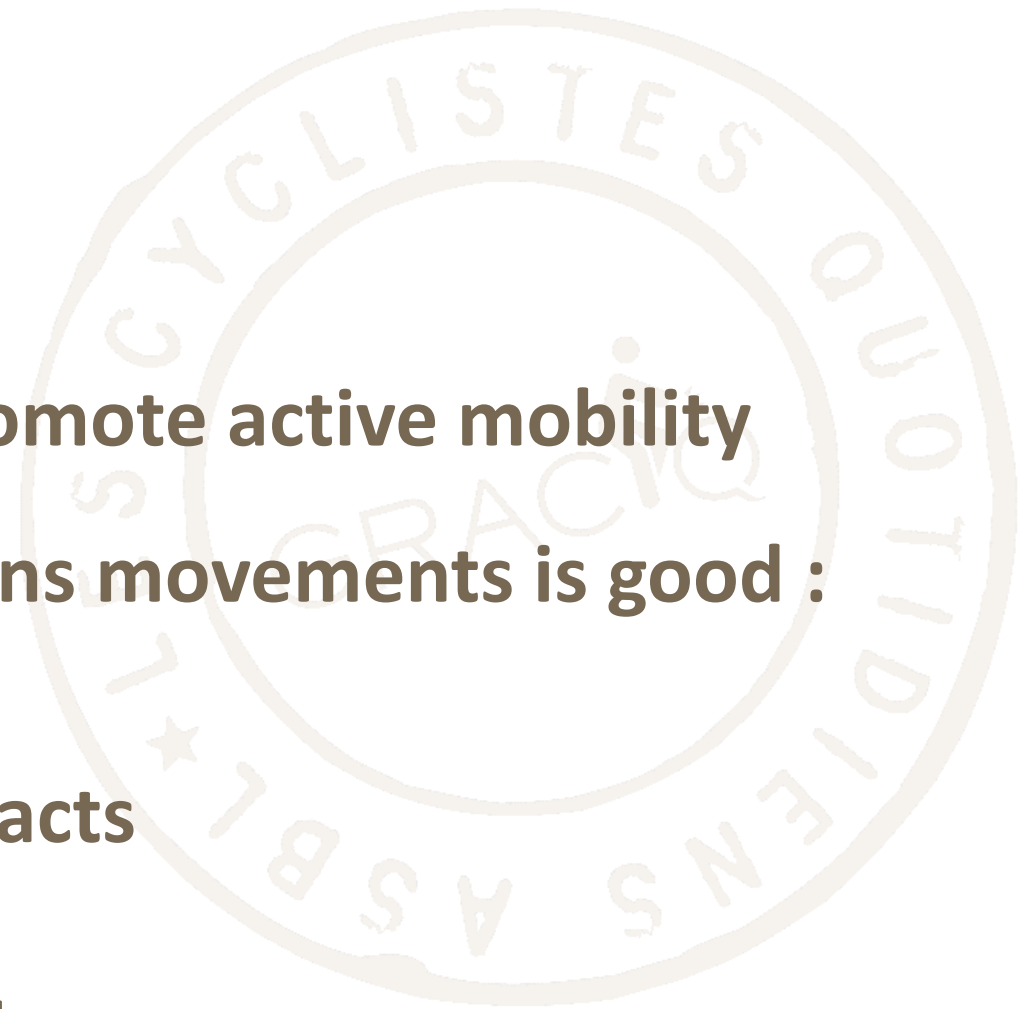 omote active mobility
ns movements is good :
acts
LES CYCLISTES QUOTIDIENS ASBL
GRACQ